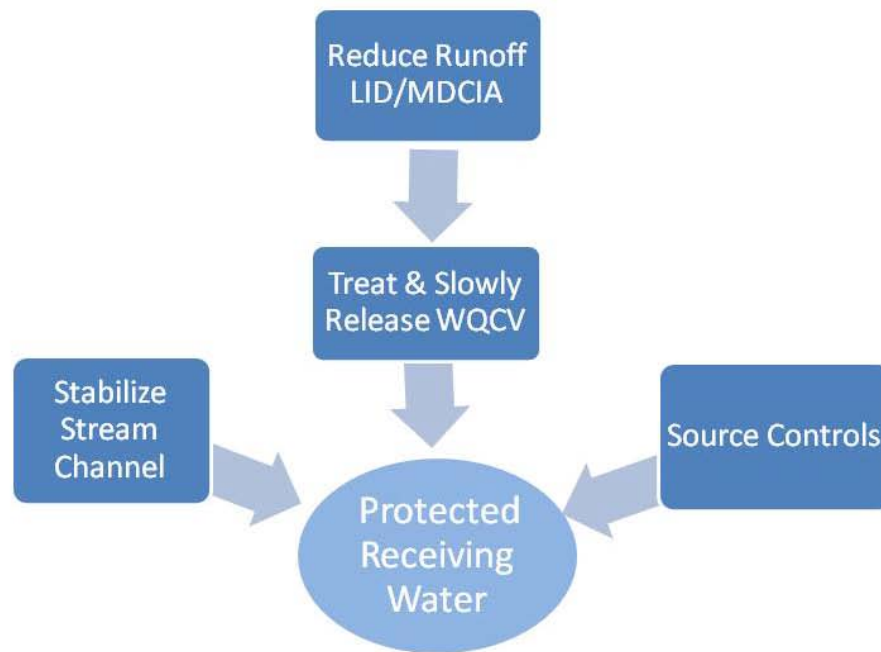 Reduce Runoff
LID/MDCIA
Treat & Slowly
Release WQCV
Stabilize
Stream
Channel
Source Controls
Protected
Receiving
Water